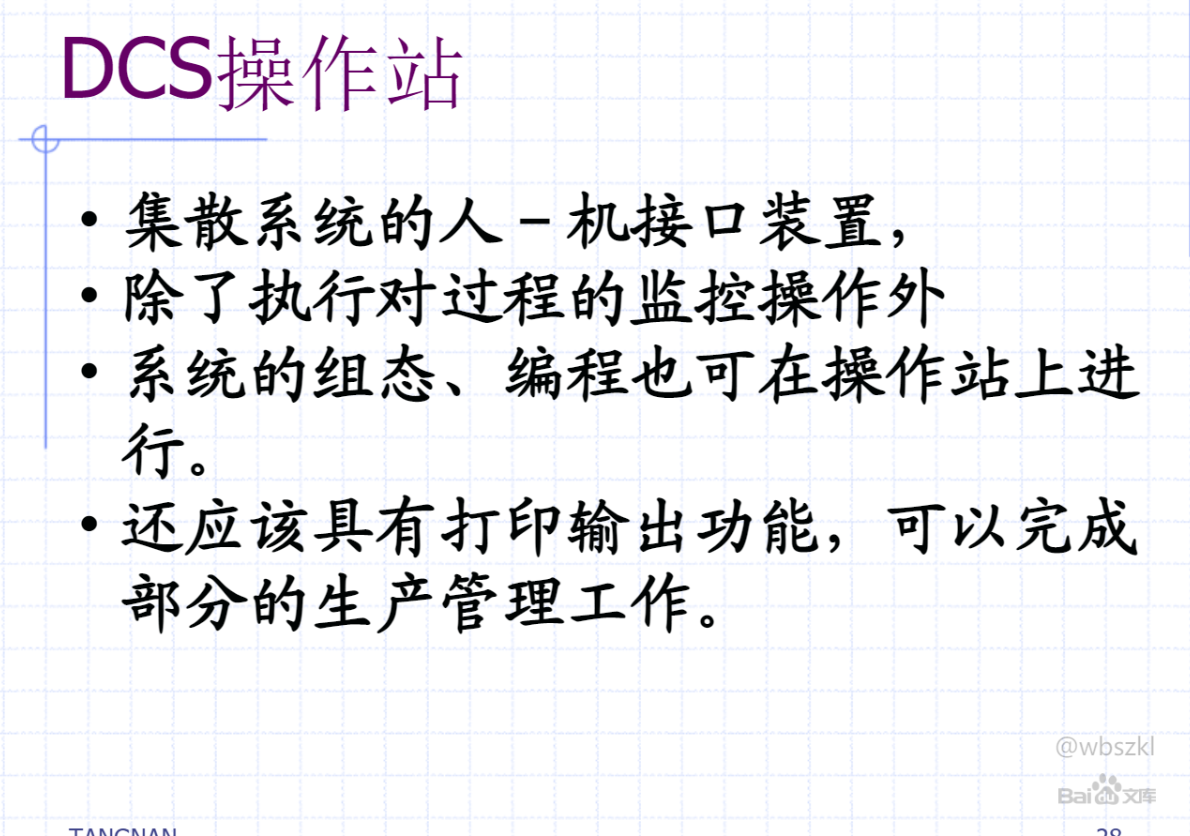 DCS操作站
• 集散系统的人－机接口装置，
• 除了执行对过程的监控操作外
• 系统的组态、编程也可在操作站上进
行。
• 还应该具有打印输出功能，可以完成
部分的生产管理工作。
@wbszkl
Bai du 文库
TANGNAN
28